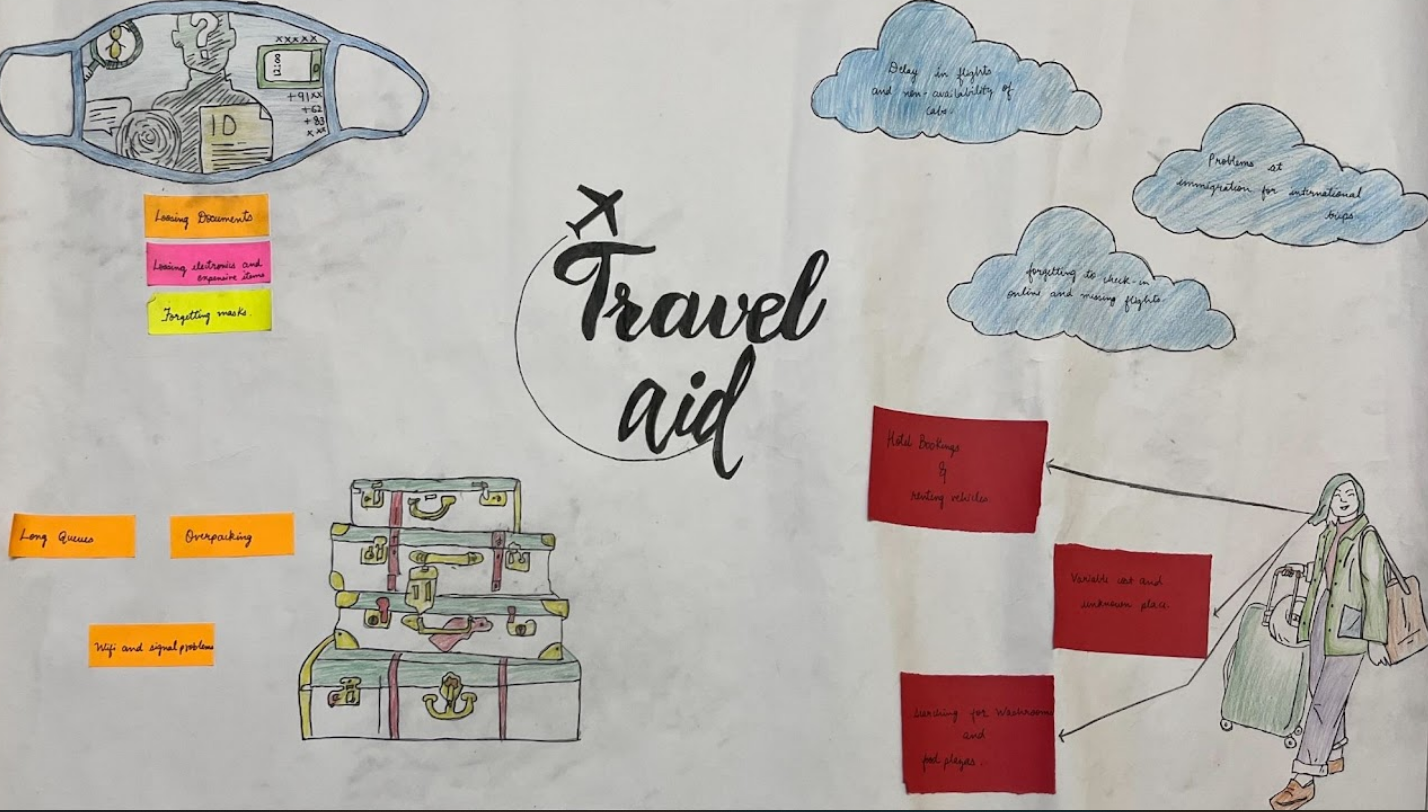 ?
xxxxx
12:00
+91xx
+62
+83
x xx
ID
Loosing Documents
Loosing electronics and
expensive items
Forgetting masks.
Travel
aid
Delay in flights
and non-availability of
cabs.
Problems at
immigration for international
trips
forgetting to check-in
online and missing flights.
Long Queues
Overpacking
Wifi and signal problems
Hotel Bookings
&
renting vehicles.
Variable cost and
unknown place.
Searching for Washrooms
and
food places.